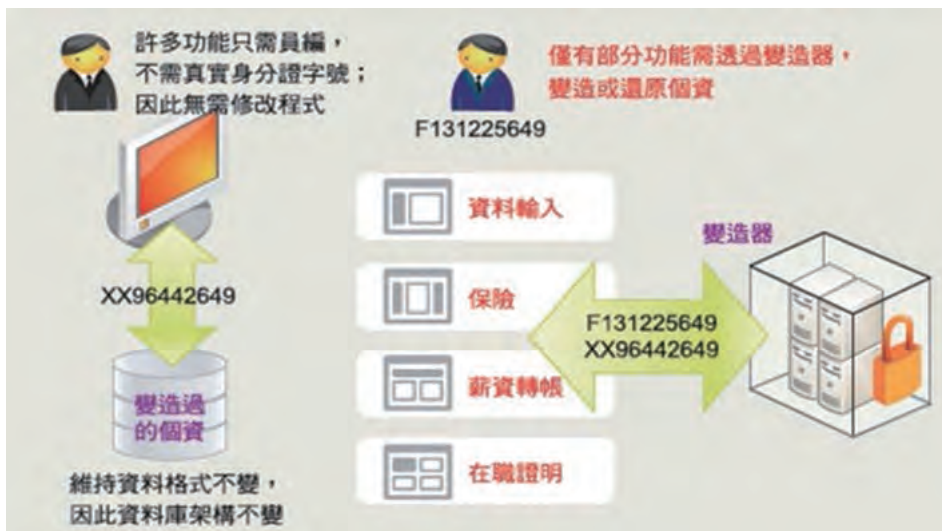 許多功能只需員編，
不需真實身分證字號；
因此無需修改程式
僅有部分功能需透過變造器，
變造或還原個資
F131225649
資料輸入
變造器
XX96442649
保險
F131225649
XX96442649
薪資轉帳
變造過
的個資
在職證明
維持資料格式不變，
因此資料庫架構不變